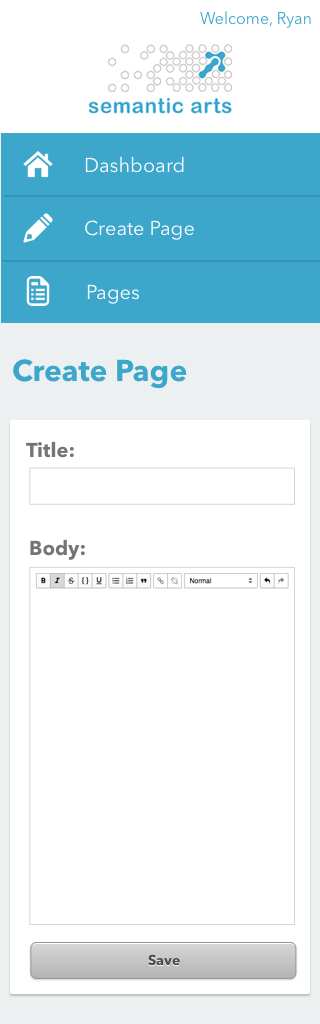 Welcome, Ryan
semantic arts
Dashboard
Create Page
Pages
Create Page
Title:
Body:
B I S {} U Normal
Save